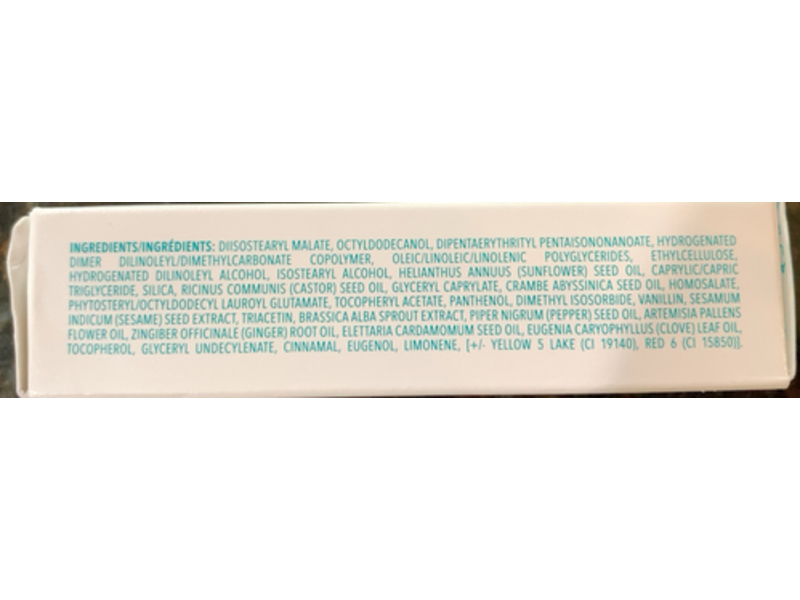 INGREDIENTS/INGRÉDIENTS: DIISOSTEARYL MALATE, OCTYLDODECANOL, DIPENTAERYTHRITYL PENTAISONONANOATE, HYDROGENATED
DIMER DILINOLEYL/DIMETHYLCARBONATE COPOLYMER, OLEIC/LINOLEIC/LINOLENIC POLYGLYCERIDES, ETHYLCELLULOSE,
HYDROGENATED DILINOLEYL ALCOHOL, ISOSTEARYL ALCOHOL, HELIANTHUS ANNUUS (SUNFLOWER) SEED OIL, CAPRYLIC/CAPRIC
TRIGLYCERIDE, SILICA, RICINUS COMMUNIS (CASTOR) SEED OIL, GLYCERYL CAPRYLATE, CRAMBE ABYSSINICA SEED OIL, HOMOSALATE,
PHYTOSTERYL/OCTYLDODECYL LAUROYL GLUTAMATE, TOCOPHERYL ACETATE, PANTHENOL, DIMETHYL ISOSORBIDE, VANILLIN, SESAMUM
INDICUM (SESAME) SEED EXTRACT, TRIACETIN, BRASSICA ALBA SPROUT EXTRACT, PIPER NIGRUM (PEPPER) SEED OIL, ARTEMISIA PALLENS
FLOWER OIL, ZINGIBER OFFICINALE (GINGER) ROOT OIL, ELETTARIA CARDAMOMUM SEED OIL, EUGENIA CARYOPHYLLUS (CLOVE) LEAF OIL,
TOCOPHEROL, GLYCERYL UNDECYLENATE, CINNAMAL, EUGENOL, LIMONENE, [+/- YELLOW 5 LAKE (CI 19140), RED 6 (CI 15850)].